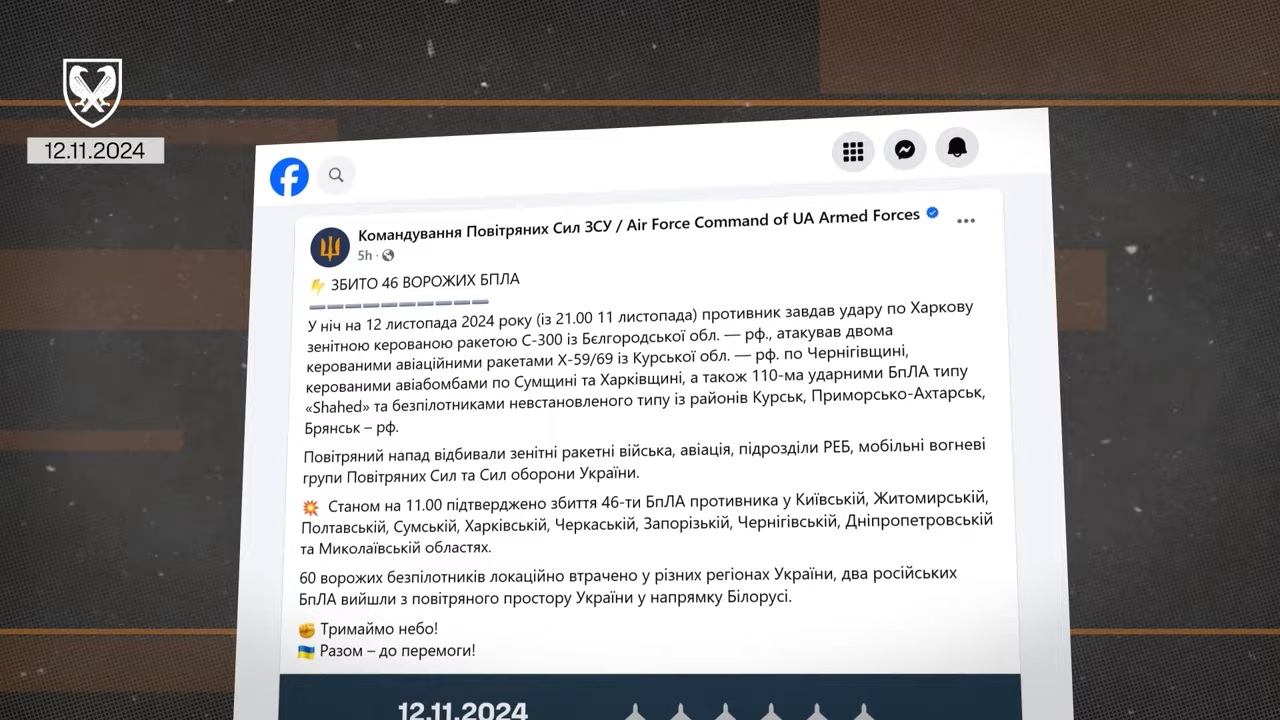 12.11.2024
Командування Повітряних Сил ЗСУ / Air Force Command of UA Armed Forces
5h ·
ЗБИТО 46 ВОРОЖИХ БПЛА
У ніч на 12 листопада 2024 року (із 21.00 11 листопада) противник завдав удару по Харкову
зенітною керованою ракетою С-300 із Бєлгородської обл. — рф., атакував двома
керованими авіаційними ракетами Х-59/69 із Курської обл. — рф. по Чернігівщині,
керованими авіабомбами по Сумщині та Харківщині, а також 110-ма ударними БпЛА типу
«Shahed» та безпілотниками невстановленого типу із районів Курськ, Приморсько-Ахтарськ,
Брянськ – рф.
Повітряний напад відбивали зенітні ракетні війська, авіація, підрозділи РЕБ, мобільні вогневі
групи Повітряних Сил та Сил оборони України.
Станом на 11.00 підтверджено збиття 46-ти БпЛА противника у Київській, Житомирській,
Полтавській, Сумській, Харківській, Черкаській, Запорізькій, Чернігівській, Дніпропетровській
та Миколаївській областях.
60 ворожих безпілотників локаційно втрачено у різних регіонах України, два російських
БпЛА вийшли з повітряного простору України у напрямку Білорусі.
Тримаймо небо!
Разом – до перемоги!
12.11.2024